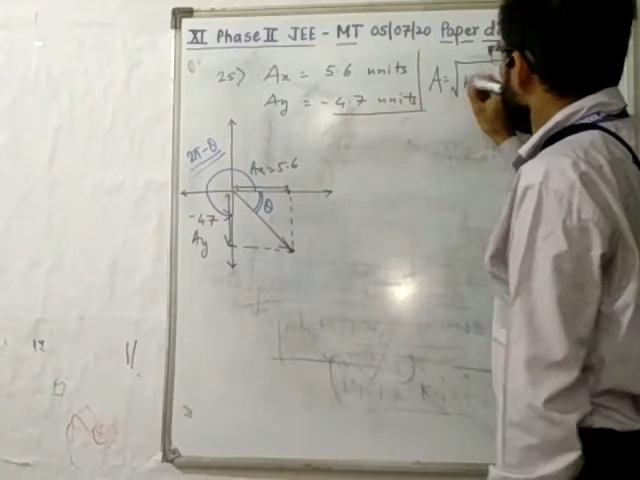 XI Phase II JEE - MT 05/07/20 Paper
25) Ax = 5.6 units
Ay = - 4.7 units
A = √
2π-θ
Ax = 5.6
θ
-4.7
Ay